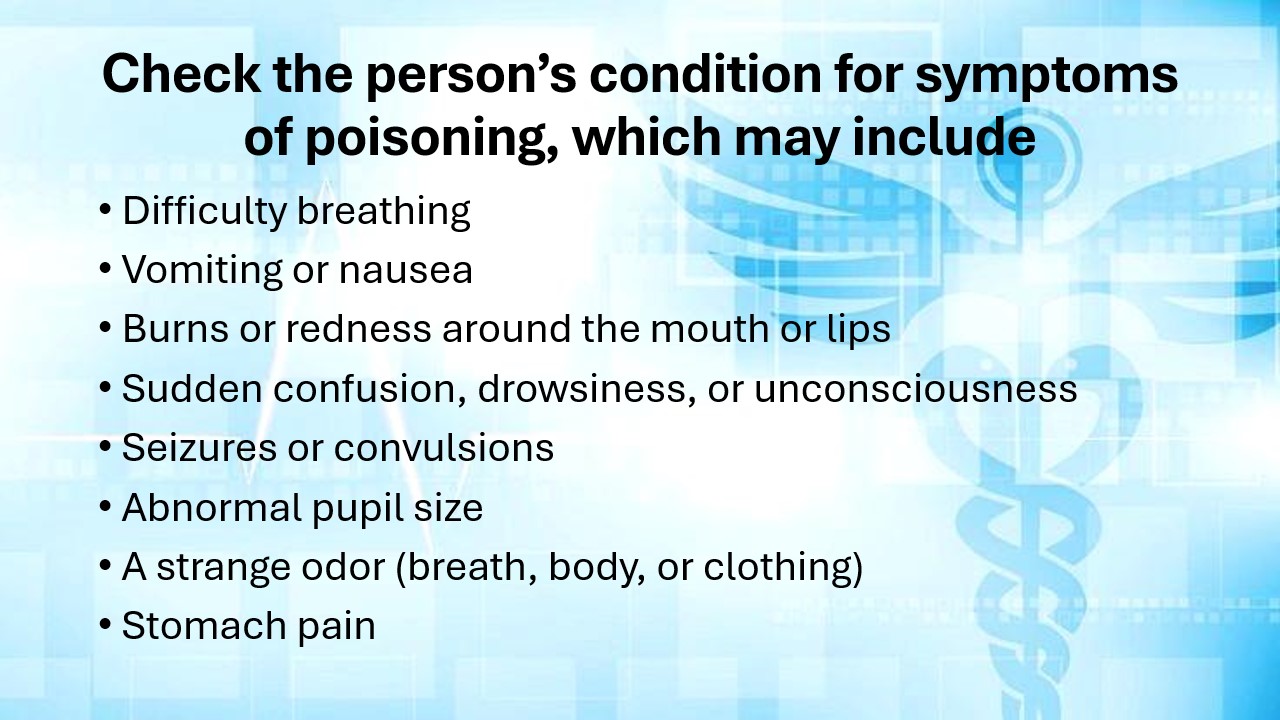 Check the person’s condition for symptoms
of poisoning, which may include
• Difficulty breathing
• Vomiting or nausea
• Burns or redness around the mouth or lips
• Sudden confusion, drowsiness, or unconsciousness
• Seizures or convulsions
• Abnormal pupil size
• A strange odor (breath, body, or clothing)
• Stomach pain